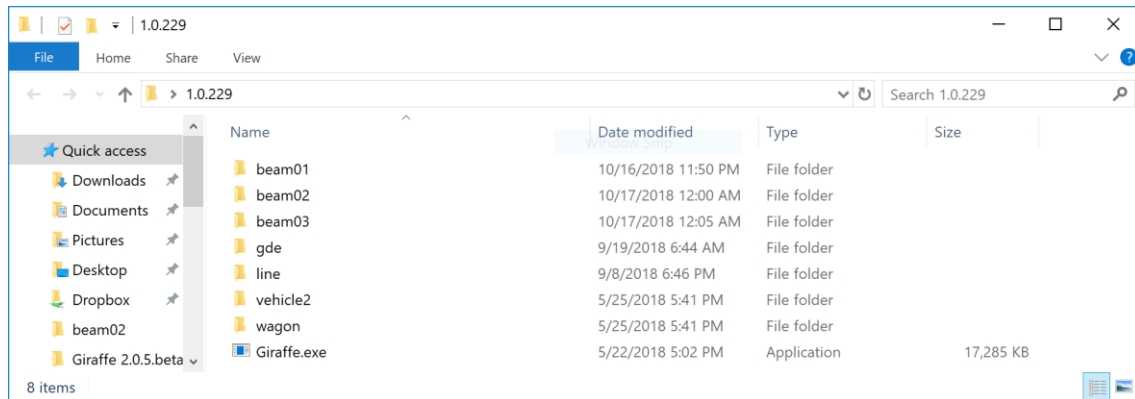 1.0.229
File Home Share View
1.0.229 Search 1.0.229
Name Date modified Type Size
Window Snip
Quick access
Downloads
Documents
Pictures
Desktop
Dropbox
beam02
Giraffe 2.0.5.beta
beam01 10/16/2018 11:50 PM File folder
beam02 10/17/2018 12:00 AM File folder
beam03 10/17/2018 12:05 AM File folder
gde 9/19/2018 6:44 AM File folder
line 9/8/2018 6:46 PM File folder
vehicle2 5/25/2018 5:41 PM File folder
wagon 5/25/2018 5:41 PM File folder
Giraffe.exe 5/22/2018 5:02 PM Application 17,285 KB
8 items